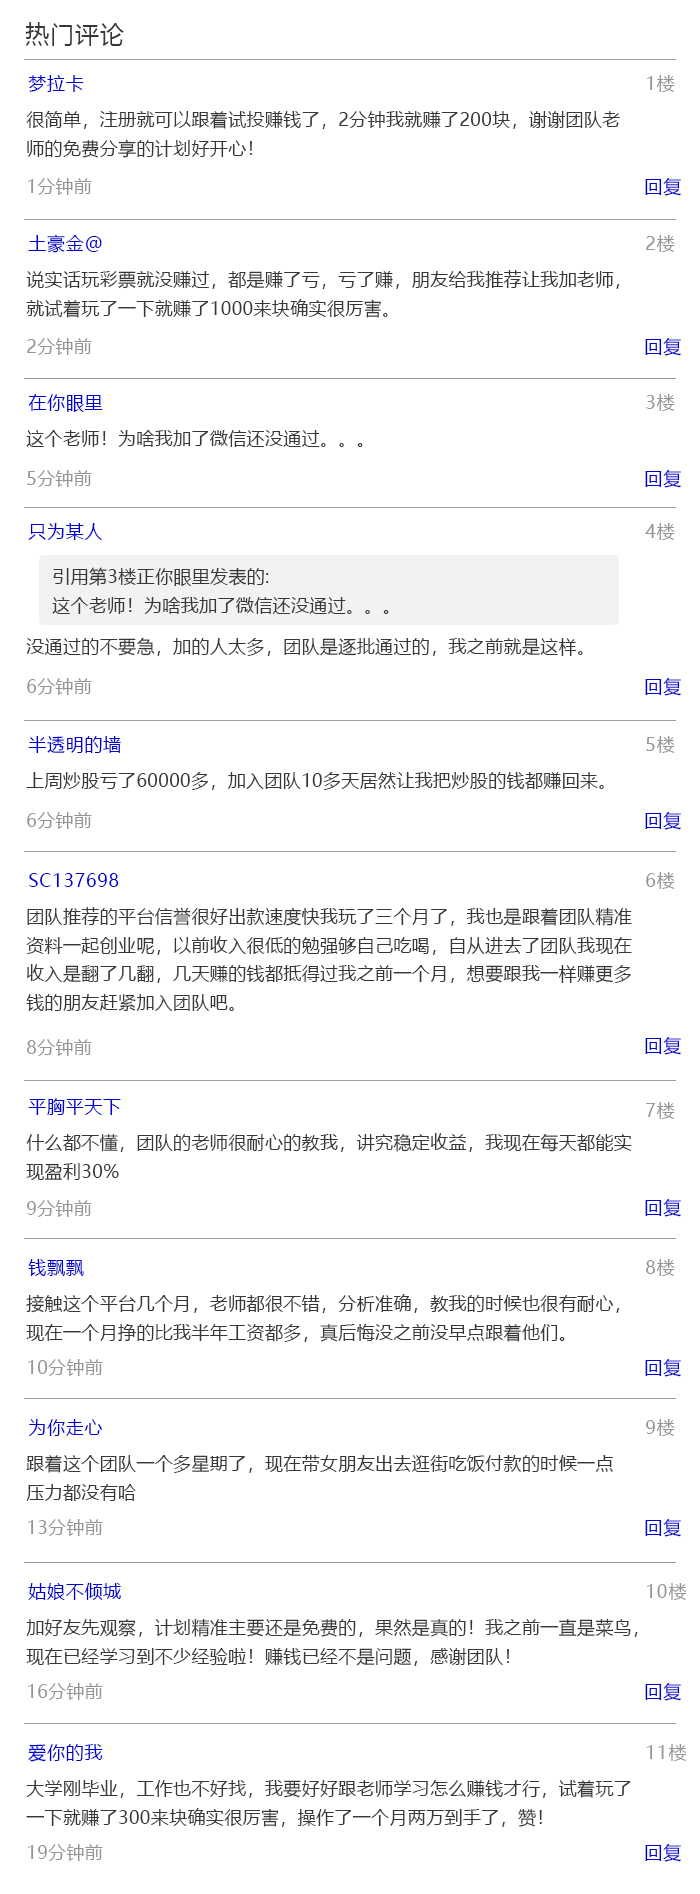 热门评论
梦拉卡
1楼
很简单，注册就可以跟着试投赚钱了，2分钟我就赚了200块，谢谢团队老
师的免费分享的计划好开心！
1分钟前
回复
土豪金@
2楼
说实话玩彩票就没赚过，都是赚了亏，亏了赚，朋友给我推荐让我加老师，
就试着玩了一下就赚了1000来块确实很厉害。
2分钟前
回复
在你眼里
3楼
这个老师！为啥我加了微信还没通过。。。
5分钟前
回复
只为某人
4楼
引用第3楼正你眼里发表的:
这个老师！为啥我加了微信还没通过。。。
没通过的不要急，加的人太多，团队是逐批通过的，我之前就是这样。
6分钟前
回复
半透明的墙
5楼
上周炒股亏了60000多，加入团队10多天居然让我把炒股的钱都赚回来。
6分钟前
回复
SC137698
6楼
团队推荐的平台信誉很好出款速度快我玩了三个月了，我也是跟着团队精准
资料一起创业呢，以前收入很低的勉强够自己吃喝，自从进去了团队我现在
收入是翻了几翻，几天赚的钱都抵得过我之前一个月，想要跟我一样赚更多
钱的朋友赶紧加入团队吧。
8分钟前
回复
平胸平天下
7楼
什么都不懂，团队的老师很耐心的教我，讲究稳定收益，我现在每天都能实
现盈利30%
9分钟前
回复
钱飘飘
8楼
接触这个平台几个月，老师都很不错，分析准确，教我的时候也很有耐心，
现在一个月挣的比我半年工资都多，真后悔没之前没早点跟着他们。
10分钟前
回复
为你走心
9楼
跟着这个团队一个多星期了，现在带女朋友出去逛街吃饭付款的时候一点
压力都没有哈
13分钟前
回复
姑娘不倾城
10楼
加好友先观察，计划精准主要还是免费的，果然是真的！我之前一直是菜鸟，
现在已经学习到不少经验啦！赚钱已经不是问题，感谢团队！
16分钟前
回复
爱你的我
11楼
大学刚毕业，工作也不好找，我要好好跟老师学习怎么赚钱才行，试着玩了
一下就赚了300来块确实很厉害，操作了一个月两万到手了，赞！
19分钟前
回复